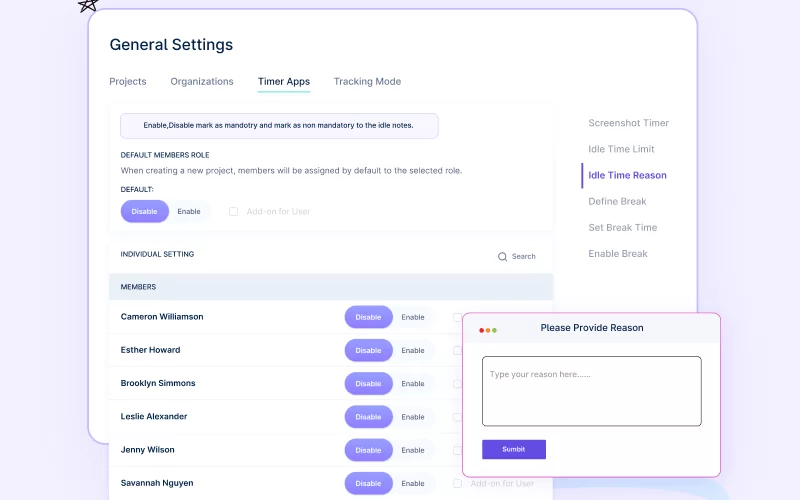 General Settings
Projects
Organizations
Timer Apps
Tracking Mode
Enable,Disable mark as mandotry and mark as non mandatory to the idle notes.
DEFAULT MEMBERS ROLE
When creating a new project, members will be assigned by default to the selected role.
DEFAULT:
Disable
Enable
Add-on for User
Screenshot Timer
Idle Time Limit
Idle Time Reason
Define Break
Set Break Time
Enable Break
INDIVIDUAL SETTING
Search
MEMBERS
Cameron Williamson
Disable
Enable
Esther Howard
Disable
Enable
Brooklyn Simmons
Disable
Enable
Leslie Alexander
Disable
Enable
Jenny Wilson
Disable
Enable
Savannah Nguyen
Disable
Enable
Add-on for User
Please Provide Reason
Type your reason here......
Sumbit